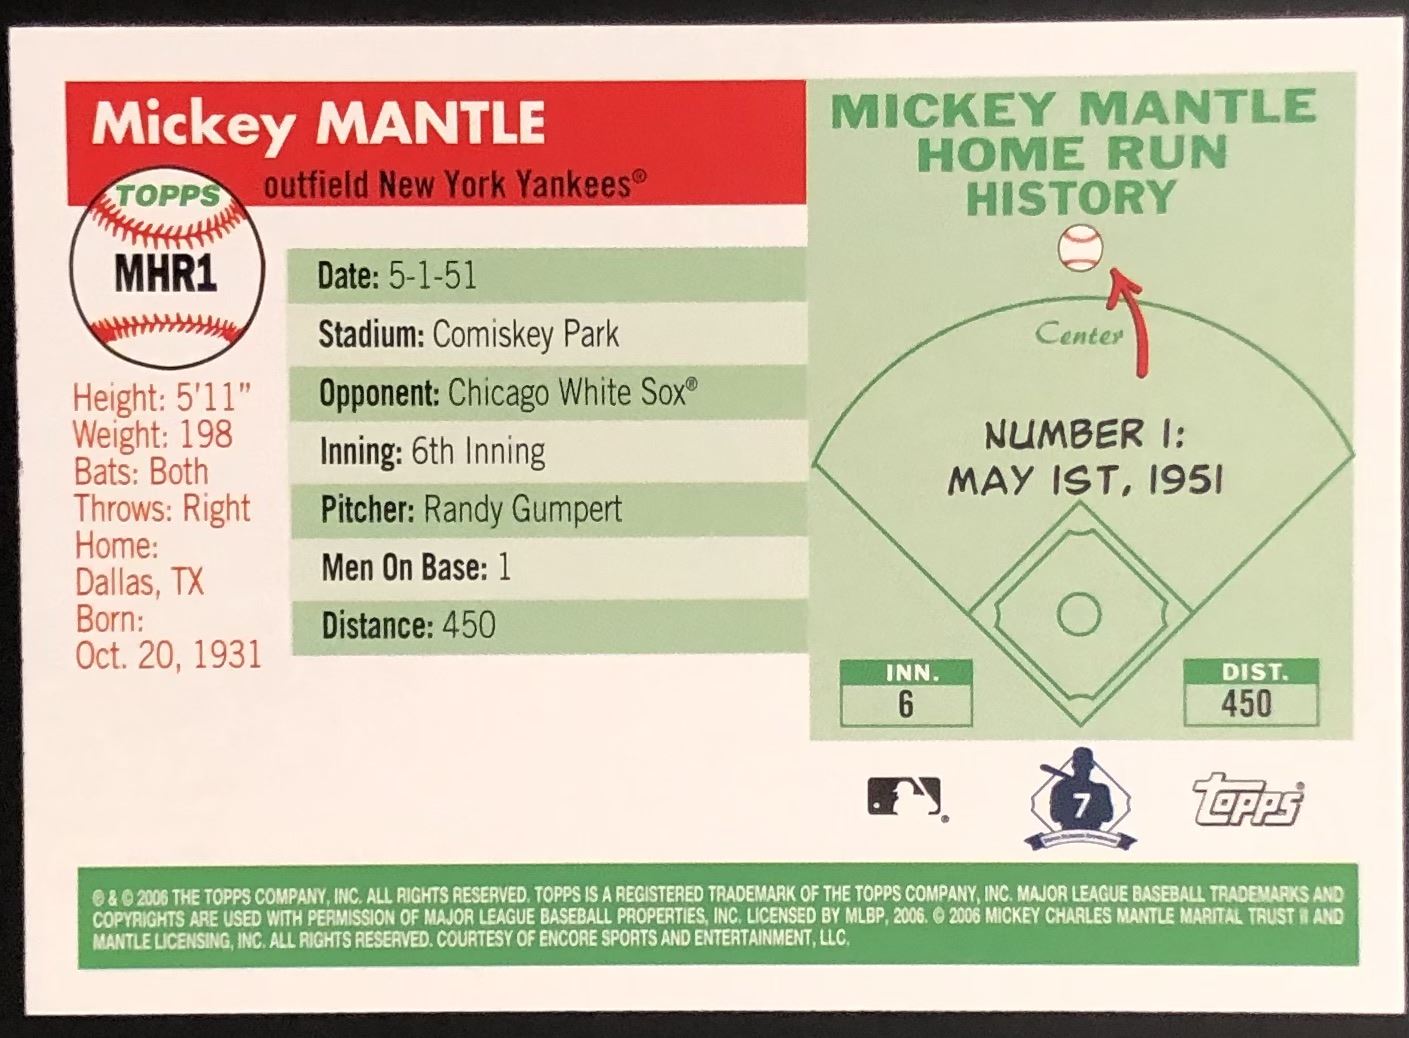 Mickey MANTLE
outfield New York Yankees®
TOPPS
MHR1
Height: 5'11"
Weight: 198
Bats: Both
Throws: Right
Home:
Dallas, TX
Born:
Oct. 20, 1931
Date: 5-1-51
Stadium: Comiskey Park
Opponent: Chicago White Sox®
Inning: 6th Inning
Pitcher: Randy Gumpert
Men On Base: 1
Distance: 450
MICKEY MANTLE
HOME RUN
HISTORY
Center
NUMBER 1:
MAY 1ST, 1951
INN.
6
DIST.
450
®
7
Topps®
® & © 2006 THE TOPPS COMPANY, INC. ALL RIGHTS RESERVED. TOPPS IS A REGISTERED TRADEMARK OF THE TOPPS COMPANY, INC. MAJOR LEAGUE BASEBALL TRADEMARKS AND
COPYRIGHTS ARE USED WITH PERMISSION OF MAJOR LEAGUE BASEBALL PROPERTIES, INC. LICENSED BY MLBP, 2006. © 2006 MICKEY CHARLES MANTLE MARITAL TRUST II AND
MANTLE LICENSING, INC. ALL RIGHTS RESERVED. COURTESY OF ENCORE SPORTS AND ENTERTAINMENT, LLC.